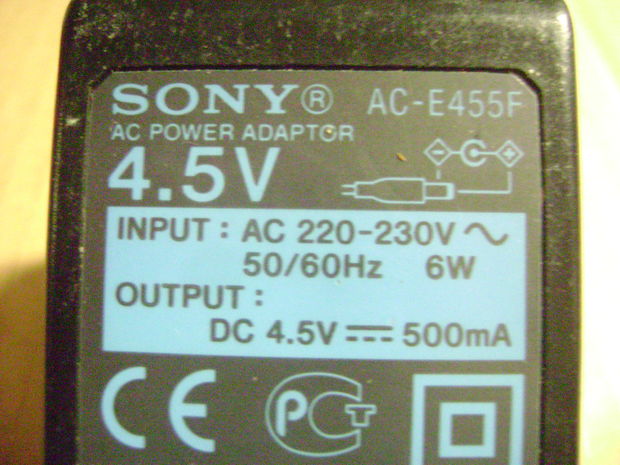 SONY® AC-E455F
AC POWER ADAPTOR
4.5V
INPUT : AC 220-230V ~
50/60Hz 6W
OUTPUT :
DC 4.5V ⎓ 500mA
CE PCT